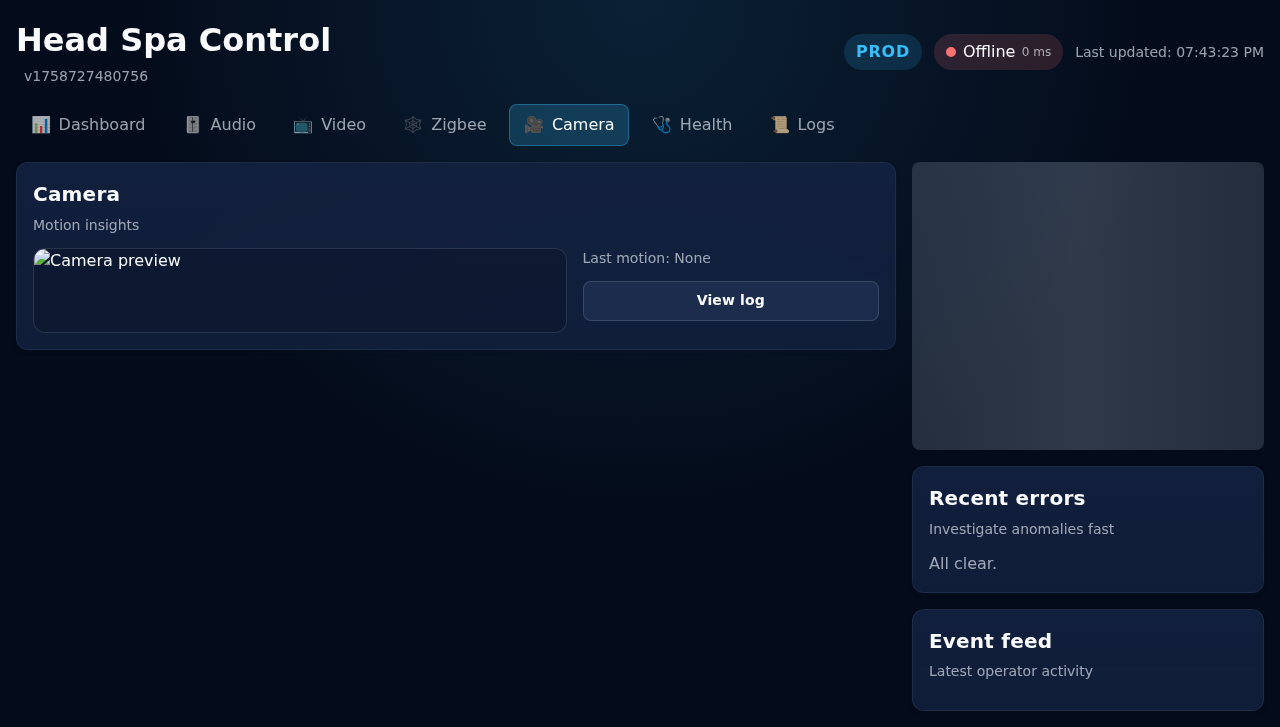 Head Spa Control
v1758727480756
PROD
Offline 0 ms
Last updated: 07:43:23 PM
Dashboard
Audio
Video
Zigbee
Camera
Health
Logs
Camera
Motion insights
Camera preview
Last motion: None
View log
Recent errors
Investigate anomalies fast
All clear.
Event feed
Latest operator activity